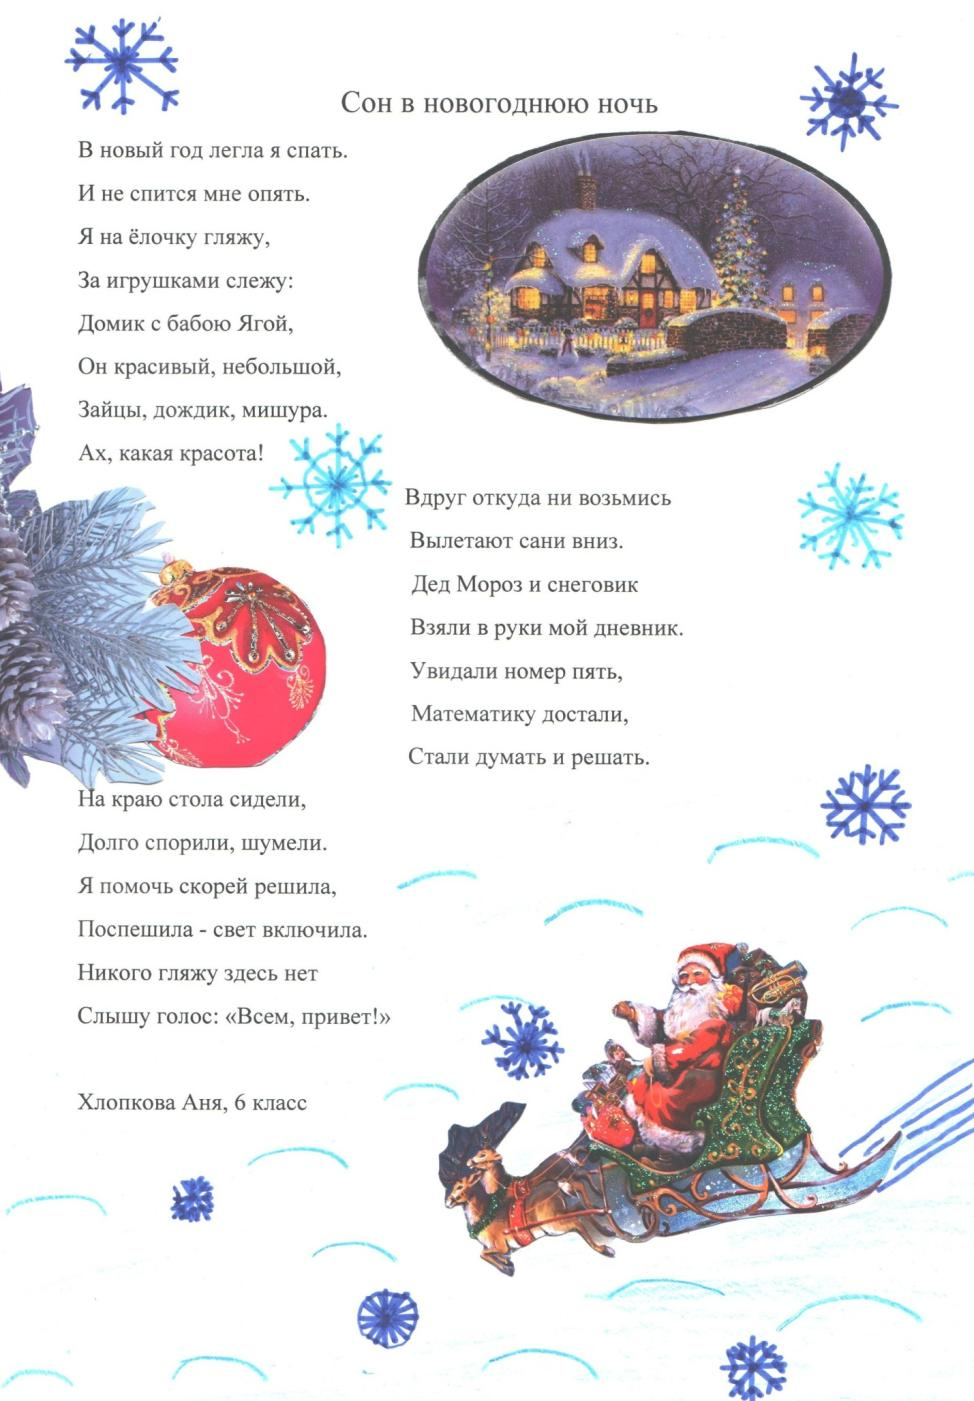 Сон в новогоднюю ночь
В новый год легла я спать.
И не спится мне опять.
Я на ёлочку гляжу,
За игрушками слежу:
Домик с бабою Ягой,
Он красивый, небольшой,
Зайцы, дождик, мишура.
Ах, какая красота!
Вдруг откуда ни возьмись
Вылетают сани вниз.
Дед Мороз и снеговик
Взяли в руки мой дневник.
Увидали номер пять,
Математику достали,
Стали думать и решать.
На краю стола сидели,
Долго спорили, шумели.
Я помочь скорей решила,
Поспешила - свет включила.
Никого гляжу здесь нет
Слышу голос: «Всем, привет!»
Хлопкова Аня, 6 класс